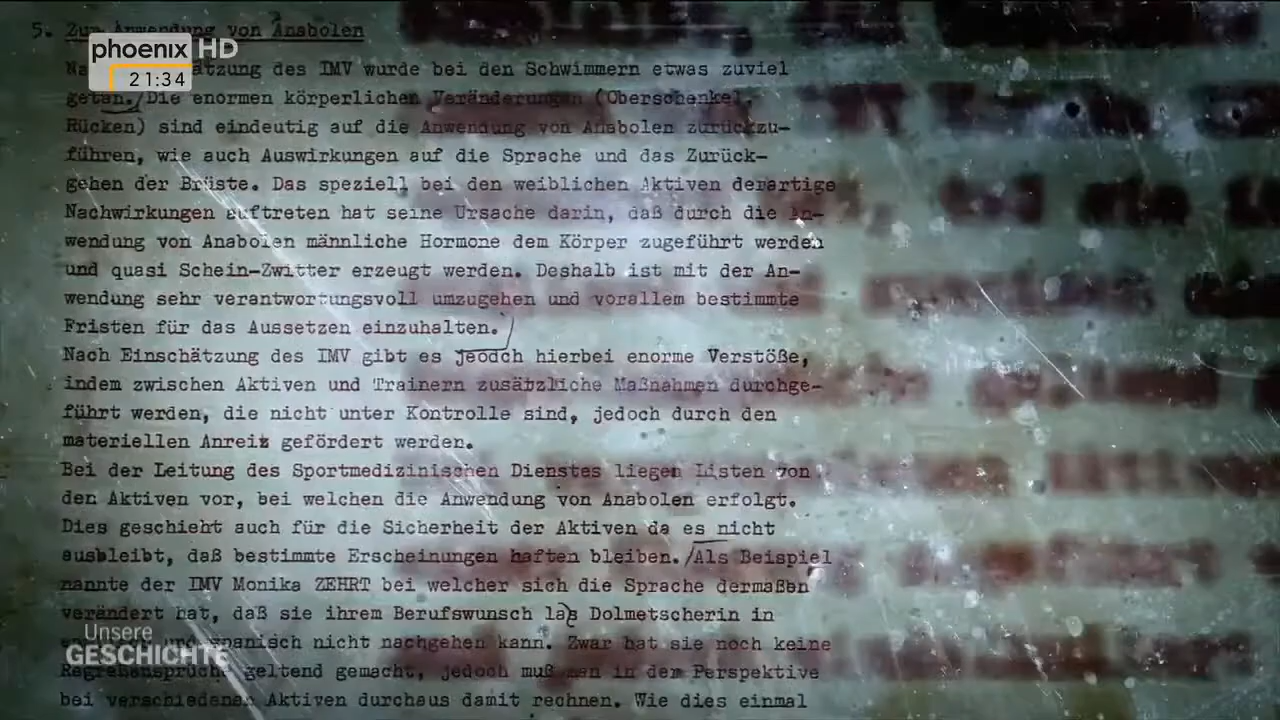 5. Zur Anwendung von Anabolen
phoenix HD
21:34
Na ätzung des IMV wurde bei den Schwimmern etwas zuviel
getan. Die enormen körperlichen Veränderungen (Oberschenkel,
Rücken) sind eindeutig auf die Anwendung von Anabolen zurückzu-
führen, wie auch Auswirkungen auf die Sprache und das Zurück-
gehen der Brüste. Das speziell bei den weiblichen Aktiven derartige
Nachwirkungen auftreten hat seine Ursache darin, daß durch die An-
wendung von Anabolen männliche Hormone dem Körper zugeführt werden
und quasi Schein-Zwitter erzeugt werden. Deshalb ist mit der An-
wendung sehr verantwortungsvoll umzugehen und vorallem bestimmte
Fristen für das Aussetzen einzuhalten.
Nach Einschätzung des IMV gibt es jedoch hierbei enorme Verstöße,
indem zwischen Aktiven und Trainern zusätzliche Maßnahmen durchge-
führt werden, die nicht unter Kontrolle sind, jedoch durch den
materiellen Anreiz gefördert werden.
Bei der Leitung des Sportmedizinischen Dienstes liegen Listen von
den Aktiven vor, bei welchen die Anwendung von Anabolen erfolgt.
Dies geschieht auch für die Sicherheit der Aktiven da es nicht
ausbleibt, daß bestimmte Erscheinungen haften bleiben. Als Beispiel
nannte der IMV Monika ZEHRT bei welcher sich die Sprache dermaßen
verändert hat, daß sie ihrem Berufswunsch als Dolmetscherin in
und spanisch nicht nachgehen kann. Zwar hat sie noch keine
Regreßansprüche geltend gemacht, jedoch muß man in der Perspektive
bei verschiedenen Aktiven durchaus damit rechnen. Wie dies einmal
Unsere
GESCHICHTE